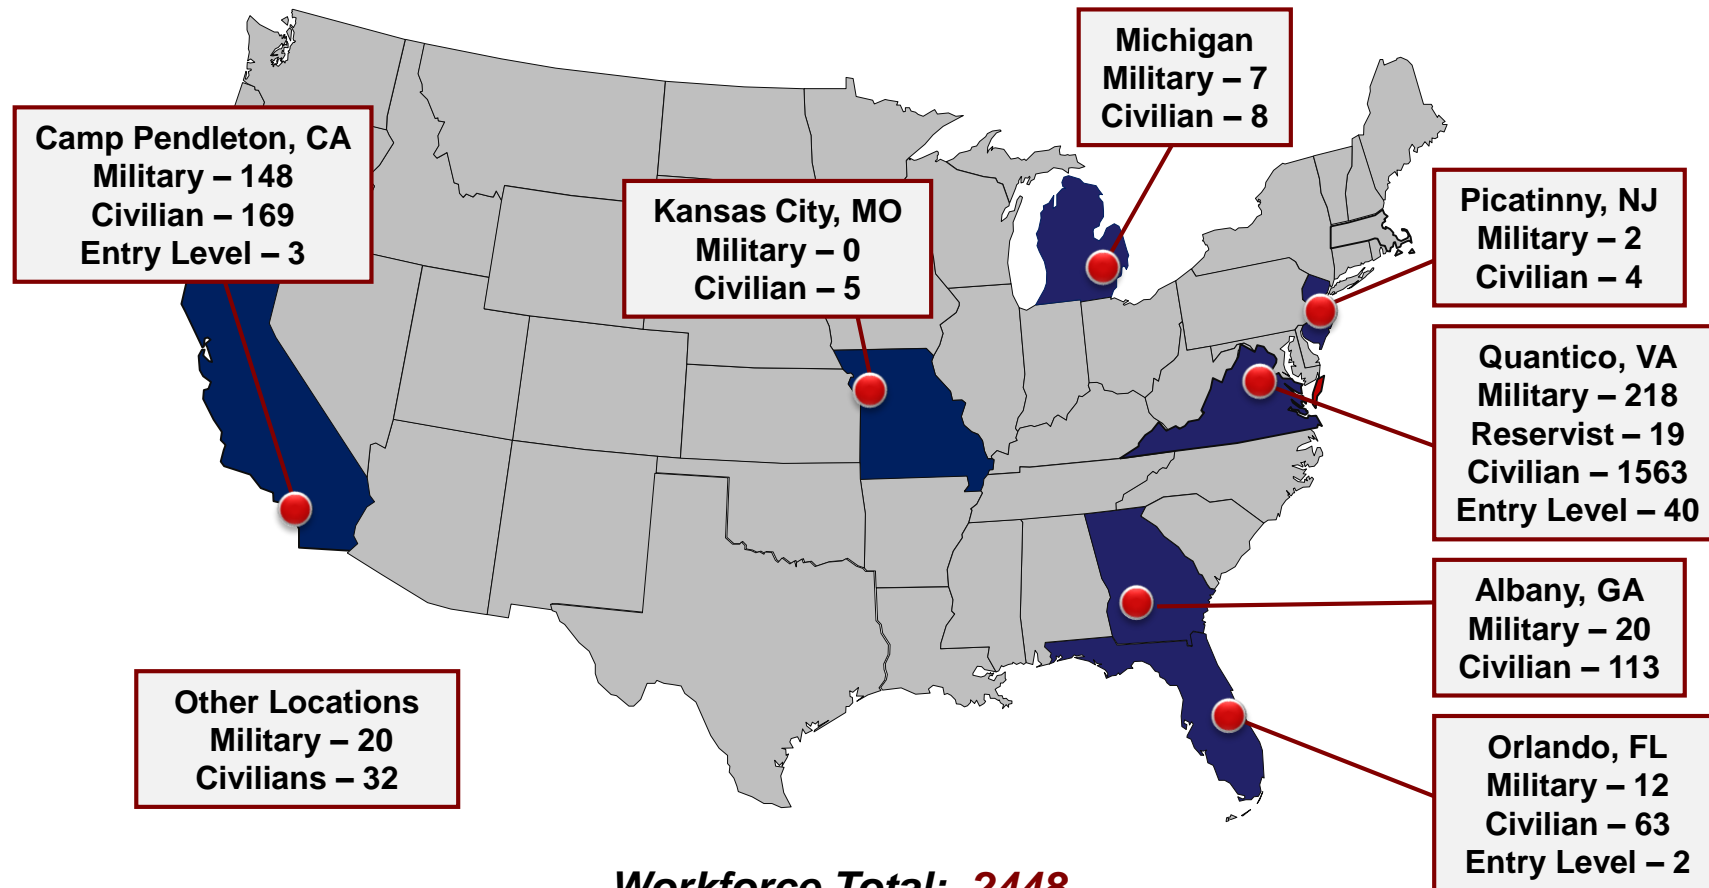 Michigan
Military – 7
Civilian – 8
Camp Pendleton, CA
Military – 148
Civilian – 169
Entry Level – 3
Kansas City, MO
Military – 0
Civilian – 5
Picatinny, NJ
Military – 2
Civilian – 4
Quantico, VA
Military – 218
Reservist – 19
Civilian – 1563
Entry Level – 40
Albany, GA
Military – 20
Civilian – 113
Other Locations
Military – 20
Civilians – 32
Orlando, FL
Military – 12
Civilian – 63
Entry Level – 2
Workforce Total: 2448